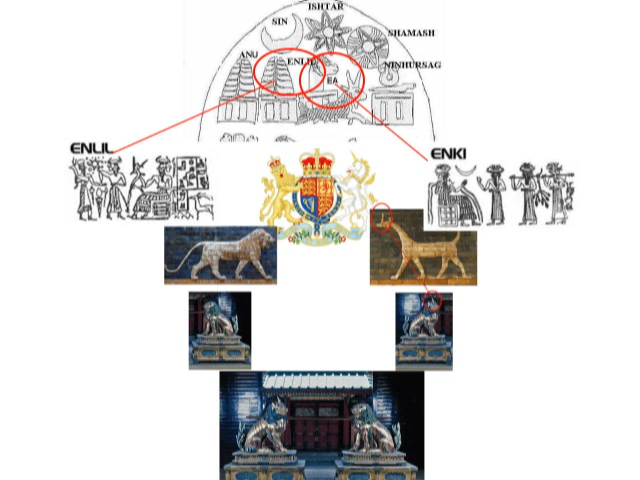 ISHTAR
SIN
SHAMASH
ANU
ENLIL
NINHURSAG
EA
ENLIL
ENKI